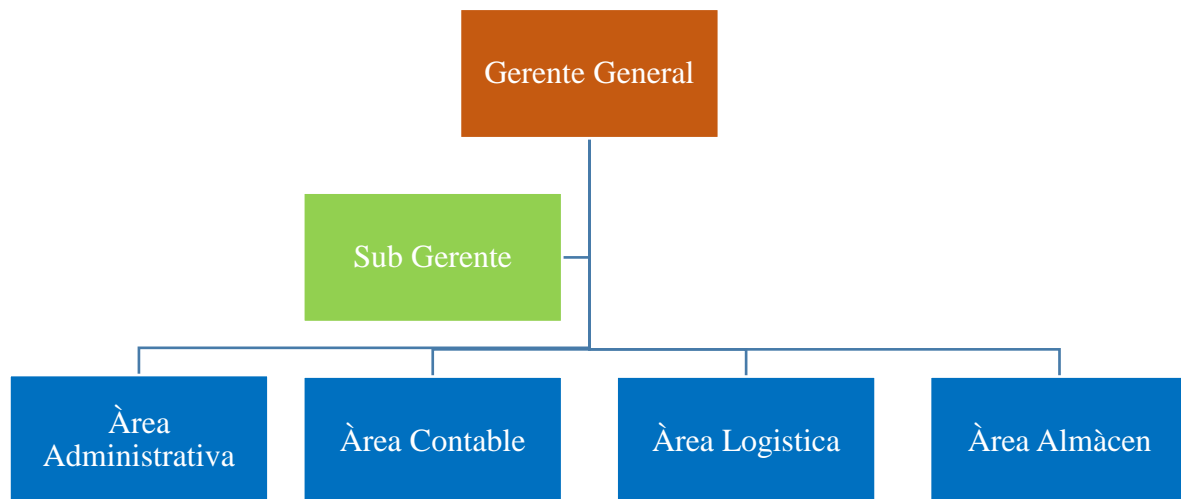 Gerente General
Sub Gerente
Àrea
Administrativa
Àrea Contable
Àrea Logistica
Àrea Almàcen